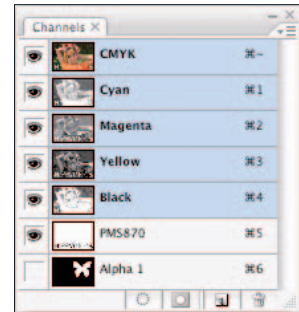 Channels ×
CMYK ⌘~
Cyan ⌘1
Magenta ⌘2
Yellow ⌘3
Black ⌘4
PMS870 ⌘5
Alpha 1 ⌘6